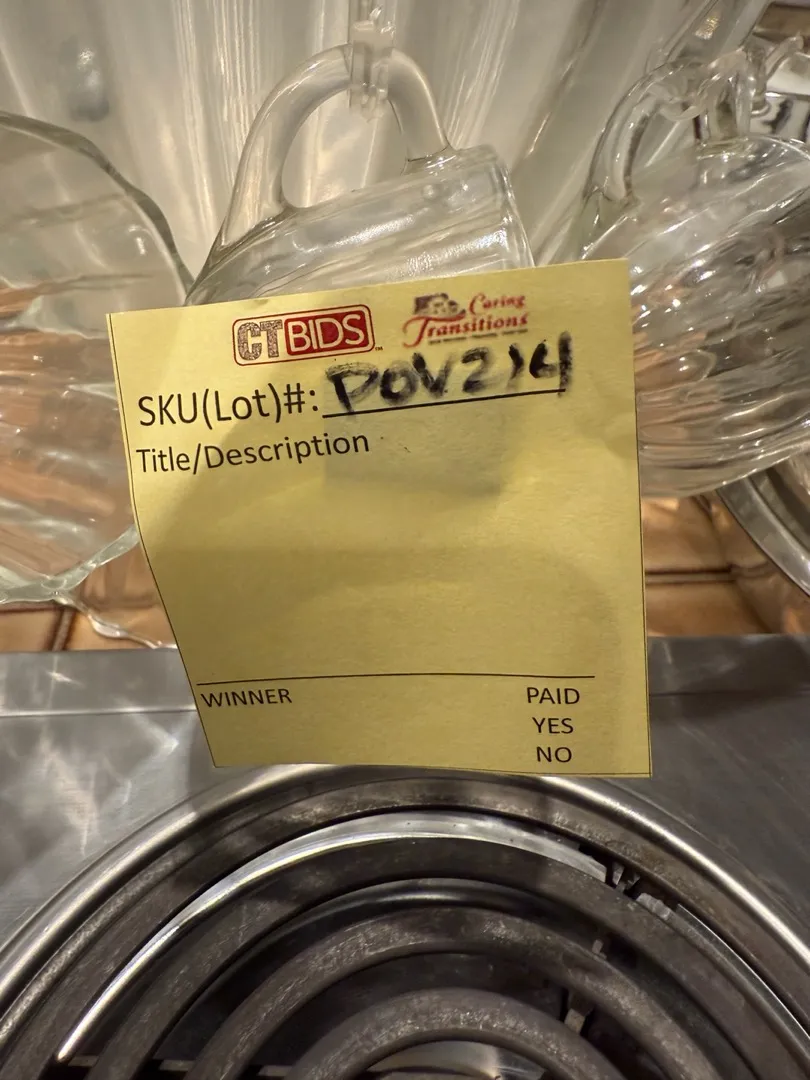 CTBIDS Caring Transitions
SKU(Lot)#: DOV214
Title/Description
WINNER PAID
YES
NO